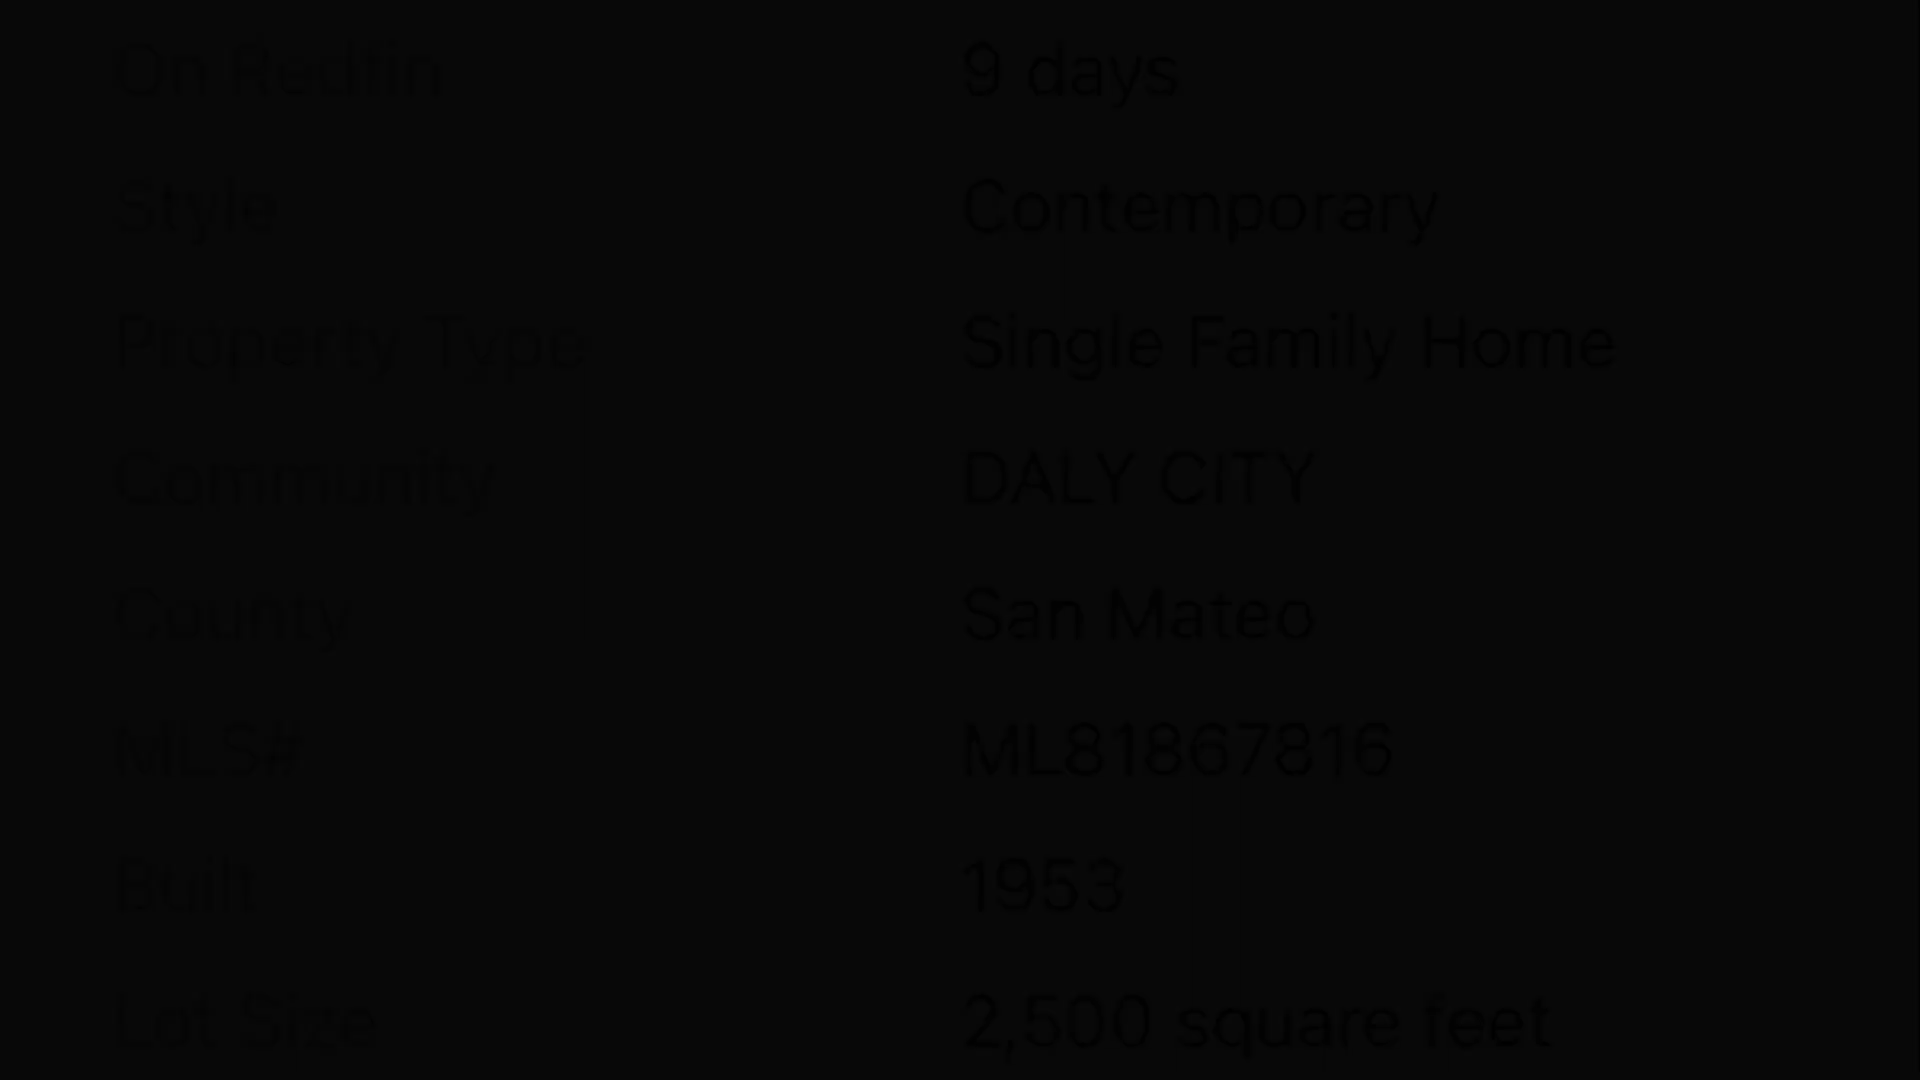 On Redfin 9 days
Style Contemporary
Property Type Single Family Home
Community DALY CITY
County San Mateo
MLS# ML81867816
Built 1953
Lot Size 2,500 square feet